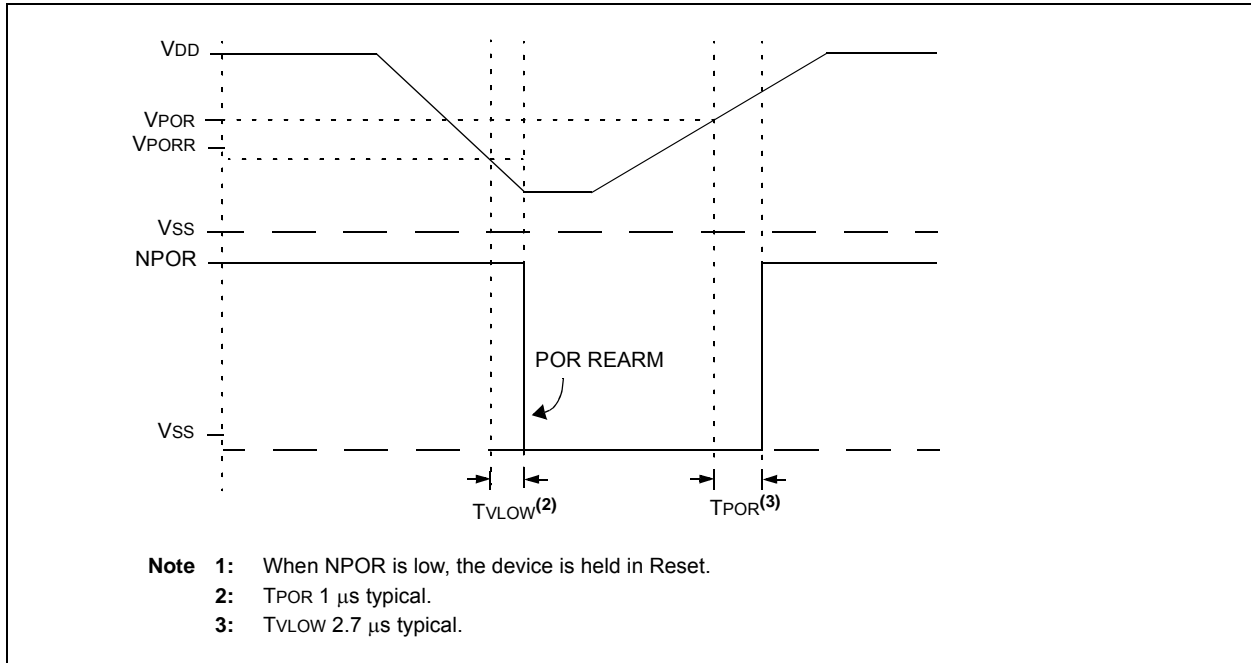 VDD
VPOR
VPORR
VSS
NPOR
POR REARM
VSS
TVLOW(2)
TPOR(3)
Note 1: When NPOR is low, the device is held in Reset.
2: TPOR 1 μs typical.
3: TVLOW 2.7 μs typical.